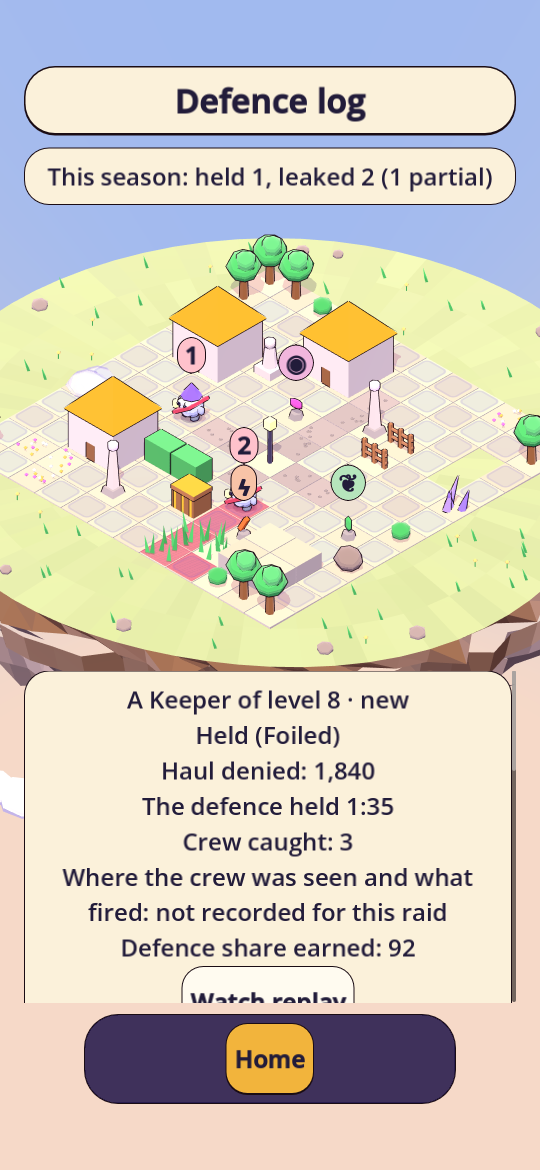 Defence log
This season: held 1, leaked 2 (1 partial)
1
2
A Keeper of level 8 · new
Held (Foiled)
Haul denied: 1,840
The defence held 1:35
Crew caught: 3
Where the crew was seen and what
fired: not recorded for this raid
Defence share earned: 92
Watch replay
Home